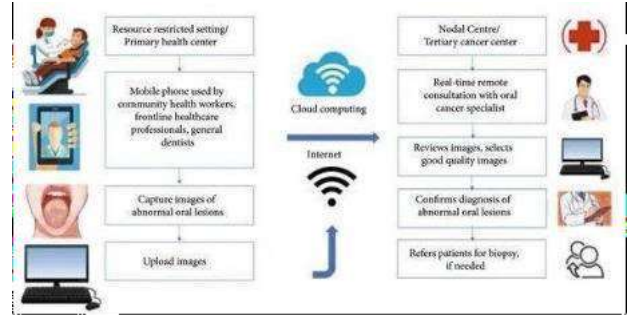 Resource restricted setting/
Primary health center
Mobile phone used by
community health workers,
frontline healthcare
professionals, general
dentists
Capture images of
abnormal oral lesions
Upload images
Cloud computing
Internet
Nodal Centre/
Tertiary cancer center
Real-time remote
consultation with oral
cancer specialist
Reviews images, selects
good quality images
Confirms diagnosis of
abnormal oral lesions
Refers patients for biopsy,
if needed